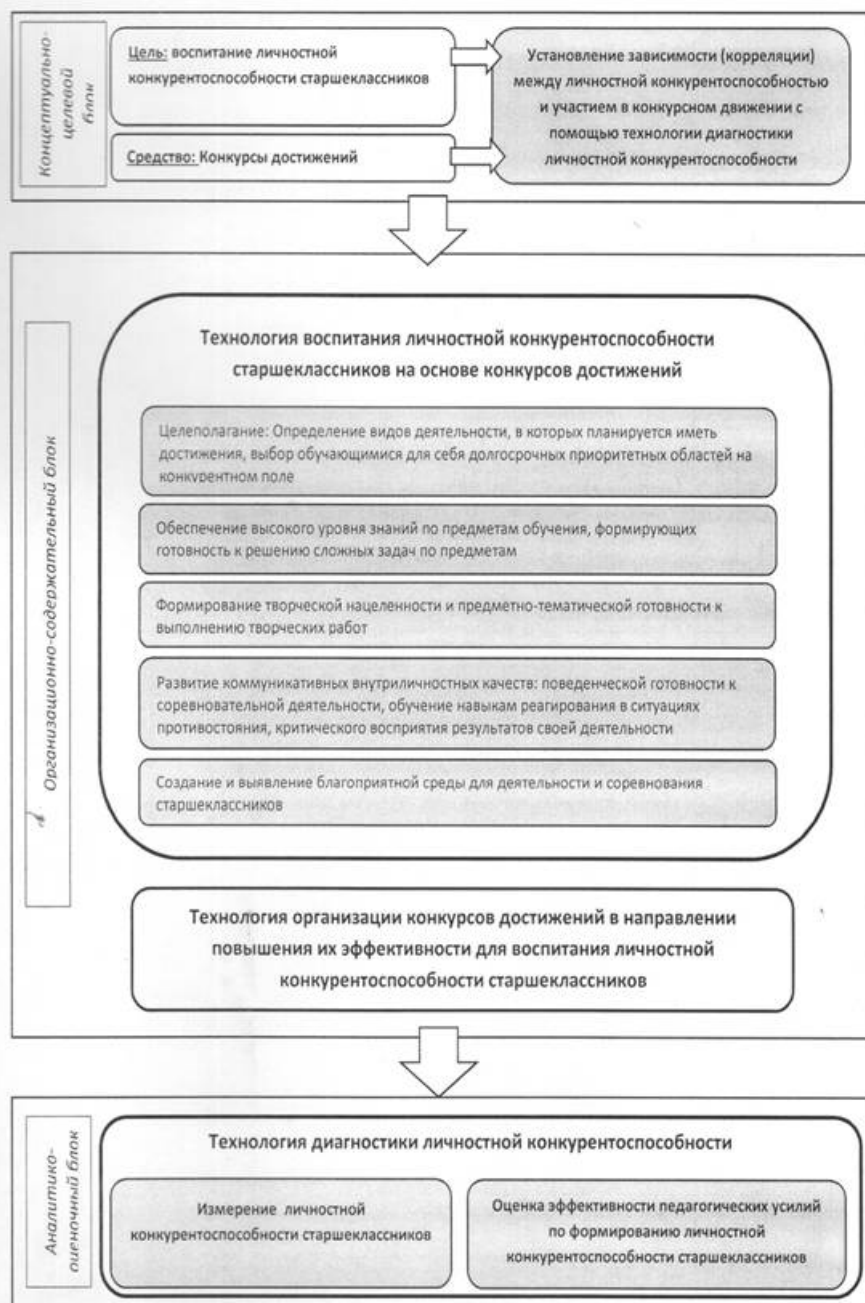 Концептуально-
целевой
блок
Цель: воспитание личностной
конкурентоспособности старшеклассников
Средство: Конкурсы достижений
Установление зависимости (корреляции)
между личностной конкурентоспособностью
и участием в конкурсном движении с
помощью технологии диагностики
личностной конкурентоспособности
Организационно-содержательный блок
Технология воспитания личностной конкурентоспособности
старшеклассников на основе конкурсов достижений
Целеполагание: Определение видов деятельности, в которых планируется иметь
достижения, выбор обучающимися для себя долгосрочных приоритетных областей на
конкурентном поле
Обеспечение высокого уровня знаний по предметам обучения, формирующих
готовность к решению сложных задач по предметам
Формирование творческой нацеленности и предметно-тематической готовности к
выполнению творческих работ
Развитие коммуникативных внутриличностных качеств: поведенческой готовности к
соревновательной деятельности, обучение навыкам реагирования в ситуациях
противостояния, критического восприятия результатов своей деятельности
Создание и выявление благоприятной среды для деятельности и соревнования
старшеклассников
Технология организации конкурсов достижений в направлении
повышения их эффективности для воспитания личностной
конкурентоспособности старшеклассников
Аналитико-
оценочный блок
Технология диагностики личностной конкурентоспособности
Измерение личностной
конкурентоспособности старшеклассников
Оценка эффективности педагогических усилий
по формированию личностной
конкурентоспособности старшеклассников